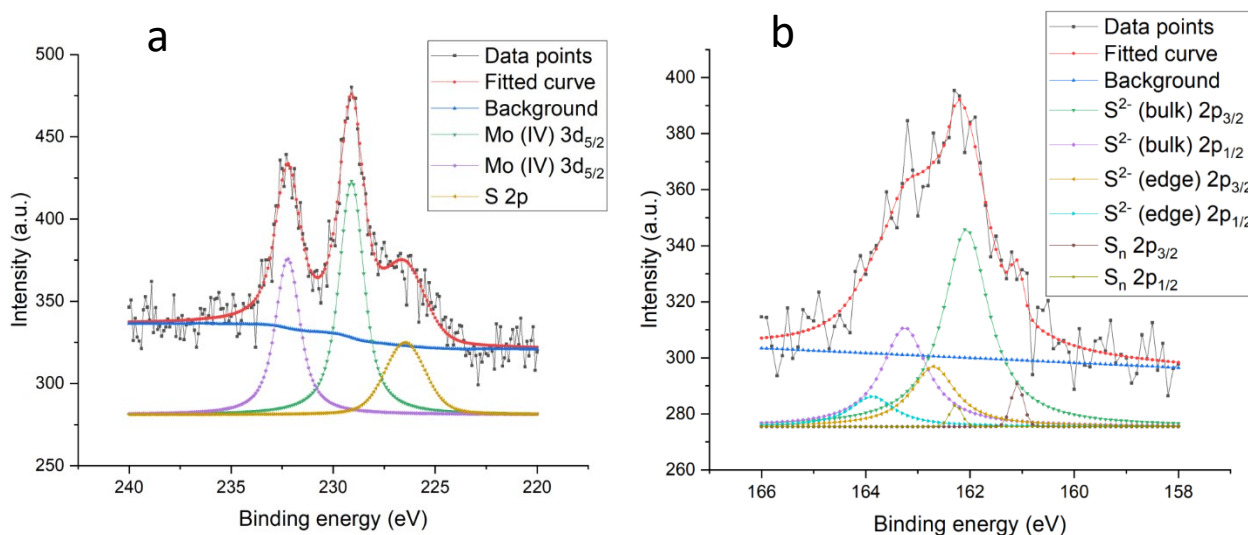 a
500
450
400
350
300
250
240
235
230
225
220
Intensity (a.u.)
Binding energy (eV)
Data points
Fitted curve
Background
Mo (IV) 3d5/2
Mo (IV) 3d5/2
S 2p
b
400
380
360
340
320
300
280
260
166
164
162
160
158
Intensity (a.u.)
Binding energy (eV)
Data points
Fitted curve
Background
S2- (bulk) 2p3/2
S2- (bulk) 2p1/2
S2- (edge) 2p3/2
S2- (edge) 2p1/2
Sn 2p3/2
Sn 2p1/2